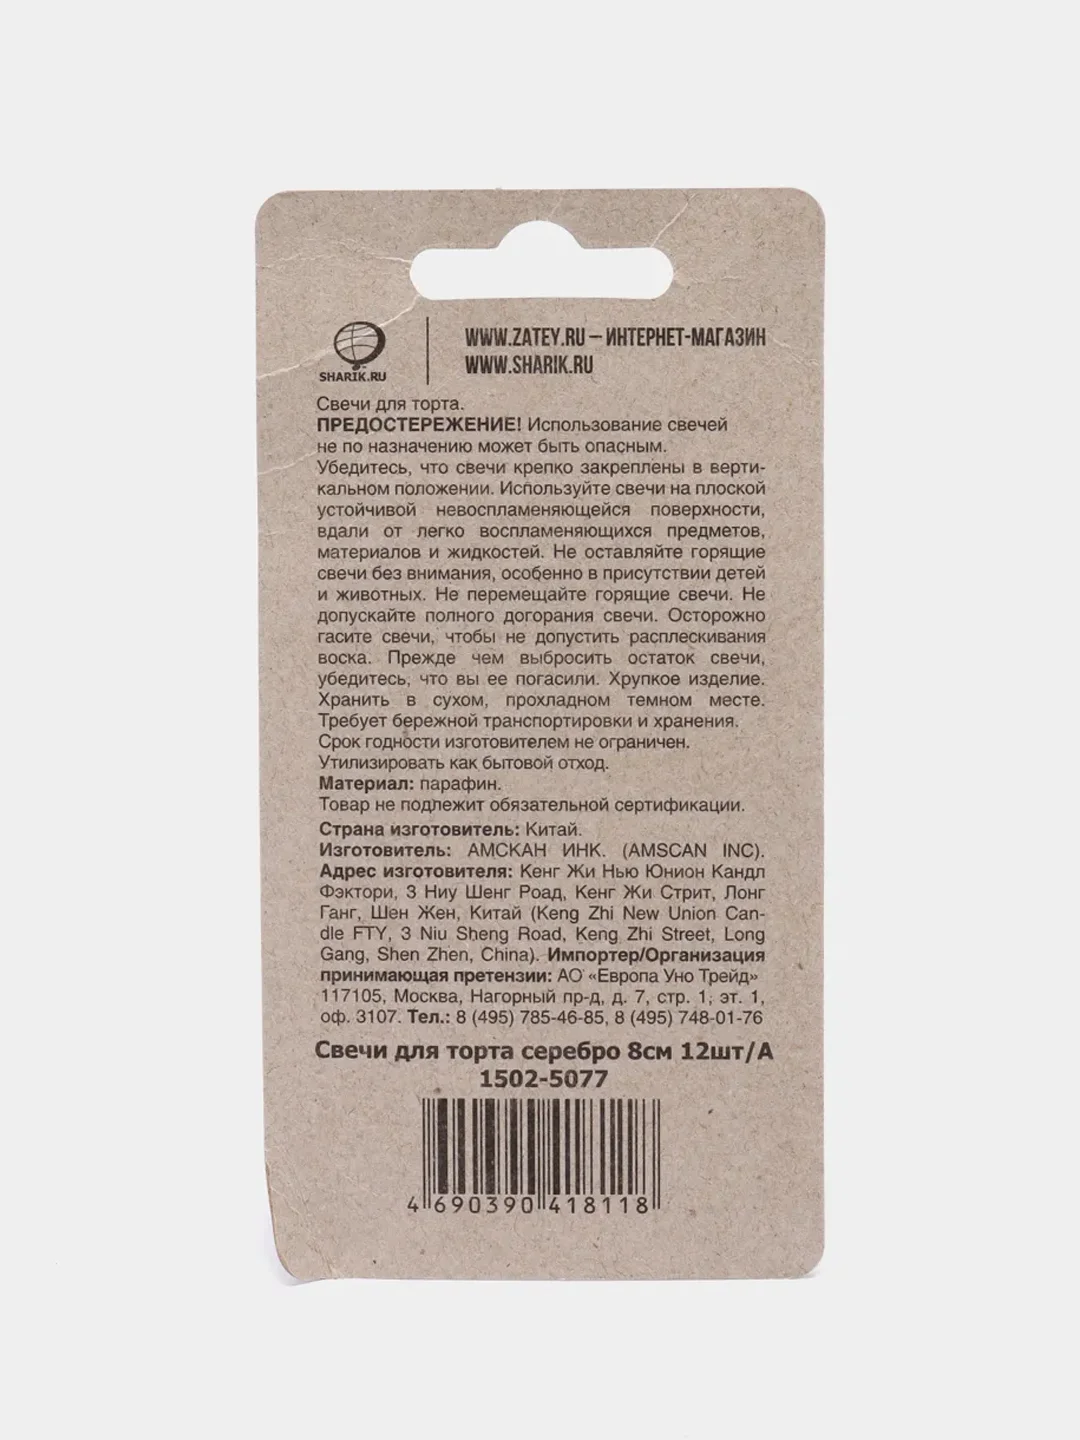 SHARIK.RU
WWW.ZATEY.RU – ИНТЕРНЕТ-МАГАЗИН
WWW.SHARIK.RU
Свечи для торта.
ПРЕДОСТЕРЕЖЕНИЕ! Использование свечей
не по назначению может быть опасным.
Убедитесь, что свечи крепко закреплены в верти-
кальном положении. Используйте свечи на плоской
устойчивой невоспламеняющейся поверхности,
вдали от легко воспламеняющихся предметов,
материалов и жидкостей. Не оставляйте горящие
свечи без внимания, особенно в присутствии детей
и животных. Не перемещайте горящие свечи. Не
допускайте полного догорания свечи. Осторожно
гасите свечи, чтобы не допустить расплескивания
воска. Прежде чем выбросить остаток свечи,
убедитесь, что вы ее погасили. Хрупкое изделие.
Хранить в сухом, прохладном темном месте.
Требует бережной транспортировки и хранения.
Срок годности изготовителем не ограничен.
Утилизировать как бытовой отход.
Материал: парафин.
Товар не подлежит обязательной сертификации.
Страна изготовитель: Китай.
Изготовитель: АМСКАН ИНК. (AMSCAN INC).
Адрес изготовителя: Кенг Жи Нью Юнион Кандл
Фэктори, 3 Ниу Шенг Роад, Кенг Жи Стрит, Лонг
Ганг, Шен Жен, Китай (Keng Zhi New Union Can-
dle FTY, 3 Niu Sheng Road, Keng Zhi Street, Long
Gang, Shen Zhen, China). Импортер/Организация
принимающая претензии: АО «Европа Уно Трейд»
117105, Москва, Нагорный пр-д, д. 7, стр. 1, эт. 1,
оф. 3107. Тел.: 8 (495) 785-46-85, 8 (495) 748-01-76
Свечи для торта серебро 8см 12шт/А
1502-5077
4 690390 418118